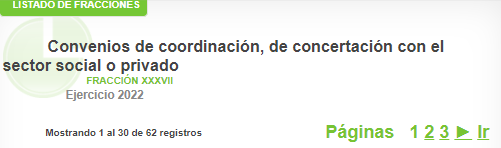 LISTADO DE FRACCIONES
Convenios de coordinación, de concertación con el
sector social o privado
FRACCIÓN XXXVII
Ejercicio 2022
Mostrando 1 al 30 de 62 registros
Páginas 1 2 3 ► Ir